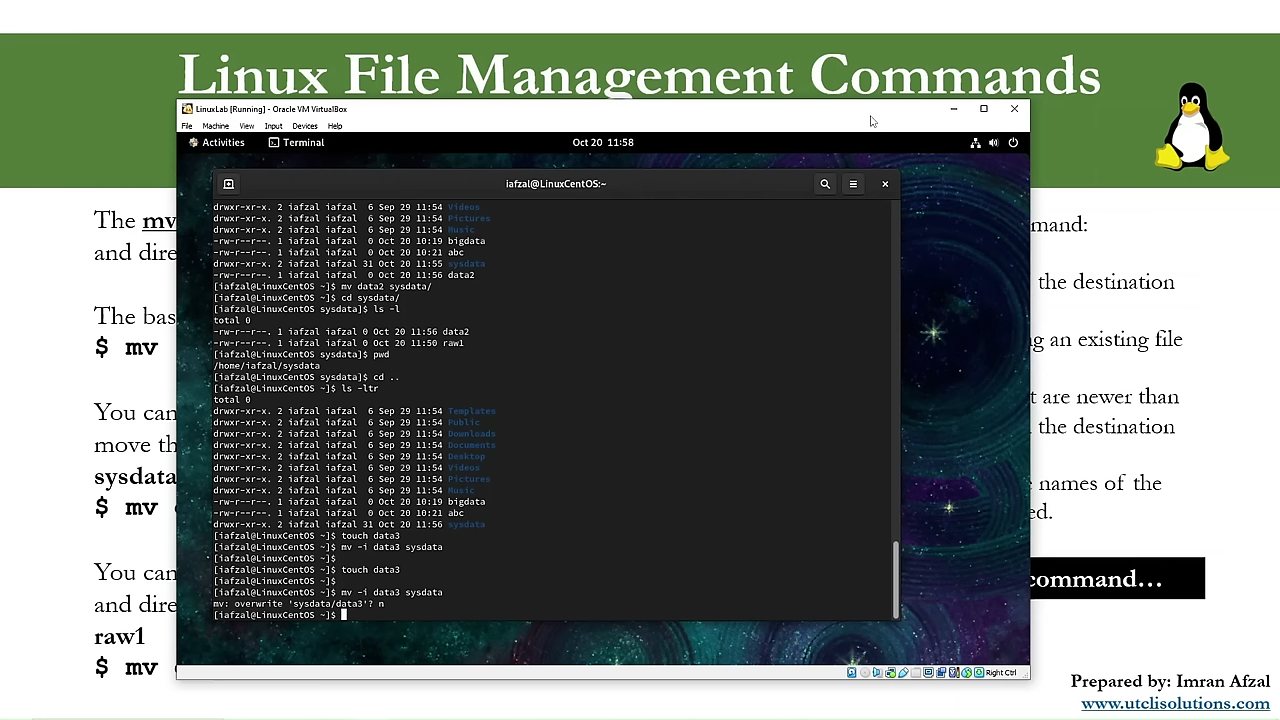 Linux File Management Commands
LinuxLab [Running] - Oracle VM VirtualBox
File Machine View Input Devices Help
Activities Terminal Oct 20 11:58
iafzal@LinuxCentOS:~
drwxr-xr-x. 2 iafzal iafzal 6 Sep 29 11:54 Videos
drwxr-xr-x. 2 iafzal iafzal 6 Sep 29 11:54 Pictures
drwxr-xr-x. 2 iafzal iafzal 6 Sep 29 11:54 Music
-rw-r--r--. 1 iafzal iafzal 0 Oct 20 10:19 bigdata
-rw-r--r--. 1 iafzal iafzal 0 Oct 20 10:21 abc
drwxr-xr-x. 2 iafzal iafzal 31 Oct 20 11:55 sysdata
-rw-r--r--. 1 iafzal iafzal 0 Oct 20 11:56 data2
[iafzal@LinuxCentOS ~]$ mv data2 sysdata/
[iafzal@LinuxCentOS ~]$ cd sysdata/
[iafzal@LinuxCentOS sysdata]$ ls -l
total 0
-rw-r--r--. 1 iafzal iafzal 0 Oct 20 11:56 data2
-rw-r--r--. 1 iafzal iafzal 0 Oct 20 11:50 raw1
[iafzal@LinuxCentOS sysdata]$ pwd
/home/iafzal/sysdata
[iafzal@LinuxCentOS sysdata]$ cd ..
[iafzal@LinuxCentOS ~]$ ls -ltr
total 0
drwxr-xr-x. 2 iafzal iafzal 6 Sep 29 11:54 Templates
drwxr-xr-x. 2 iafzal iafzal 6 Sep 29 11:54 Public
drwxr-xr-x. 2 iafzal iafzal 6 Sep 29 11:54 Downloads
drwxr-xr-x. 2 iafzal iafzal 6 Sep 29 11:54 Documents
drwxr-xr-x. 2 iafzal iafzal 6 Sep 29 11:54 Desktop
drwxr-xr-x. 2 iafzal iafzal 6 Sep 29 11:54 Videos
drwxr-xr-x. 2 iafzal iafzal 6 Sep 29 11:54 Pictures
drwxr-xr-x. 2 iafzal iafzal 6 Sep 29 11:54 Music
-rw-r--r--. 1 iafzal iafzal 0 Oct 20 10:19 bigdata
-rw-r--r--. 1 iafzal iafzal 0 Oct 20 10:21 abc
drwxr-xr-x. 2 iafzal iafzal 31 Oct 20 11:56 sysdata
[iafzal@LinuxCentOS ~]$ touch data3
[iafzal@LinuxCentOS ~]$ mv -i data3 sysdata
[iafzal@LinuxCentOS ~]$
[iafzal@LinuxCentOS ~]$ touch data3
[iafzal@LinuxCentOS ~]$
[iafzal@LinuxCentOS ~]$ mv -i data3 sysdata
mv: overwrite 'sysdata/data3'? n
[iafzal@LinuxCentOS ~]$
Right Ctrl
The mv
and dire
The bas
$ mv
You can
move th
sysdata
$ mv
You can
and dire
raw1
$ mv
mand:
the destination
g an existing file
t are newer than
the destination
names of the
ed.
command…
Prepared by: Imran Afzal
www.utclisolutions.com